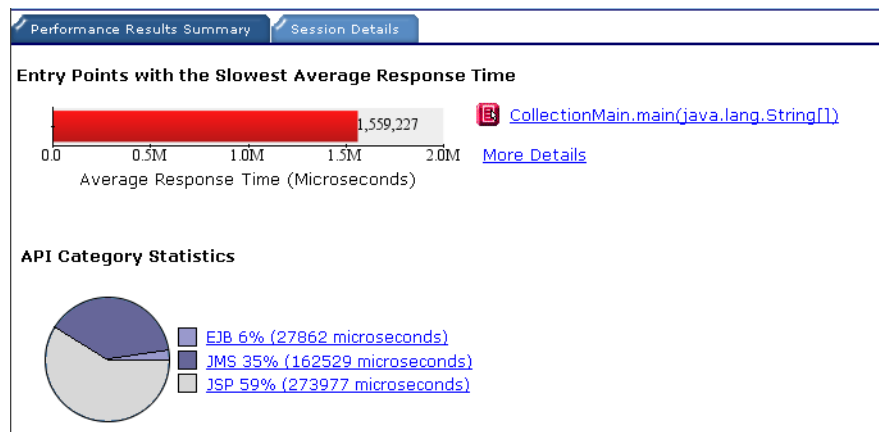 Performance Results Summary
Session Details
Entry Points with the Slowest Average Response Time
1,559,227
CollectionMain.main(java.lang.String[])
0.0 0.5M 1.0M 1.5M 2.0M
More Details
Average Response Time (Microseconds)
API Category Statistics
EJB 6% (27862 microseconds)
JMS 35% (162529 microseconds)
JSP 59% (273977 microseconds)